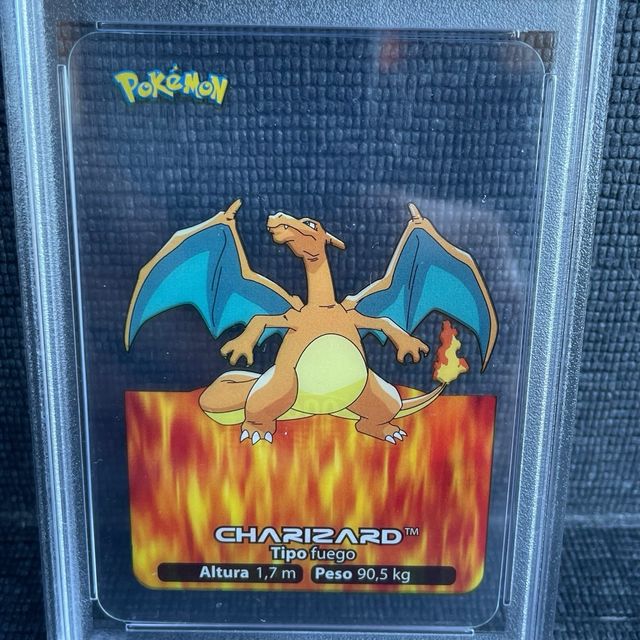 POKéMON
CHARIZARD™
Tipo fuego
Altura 1,7 m Peso 90,5 kg